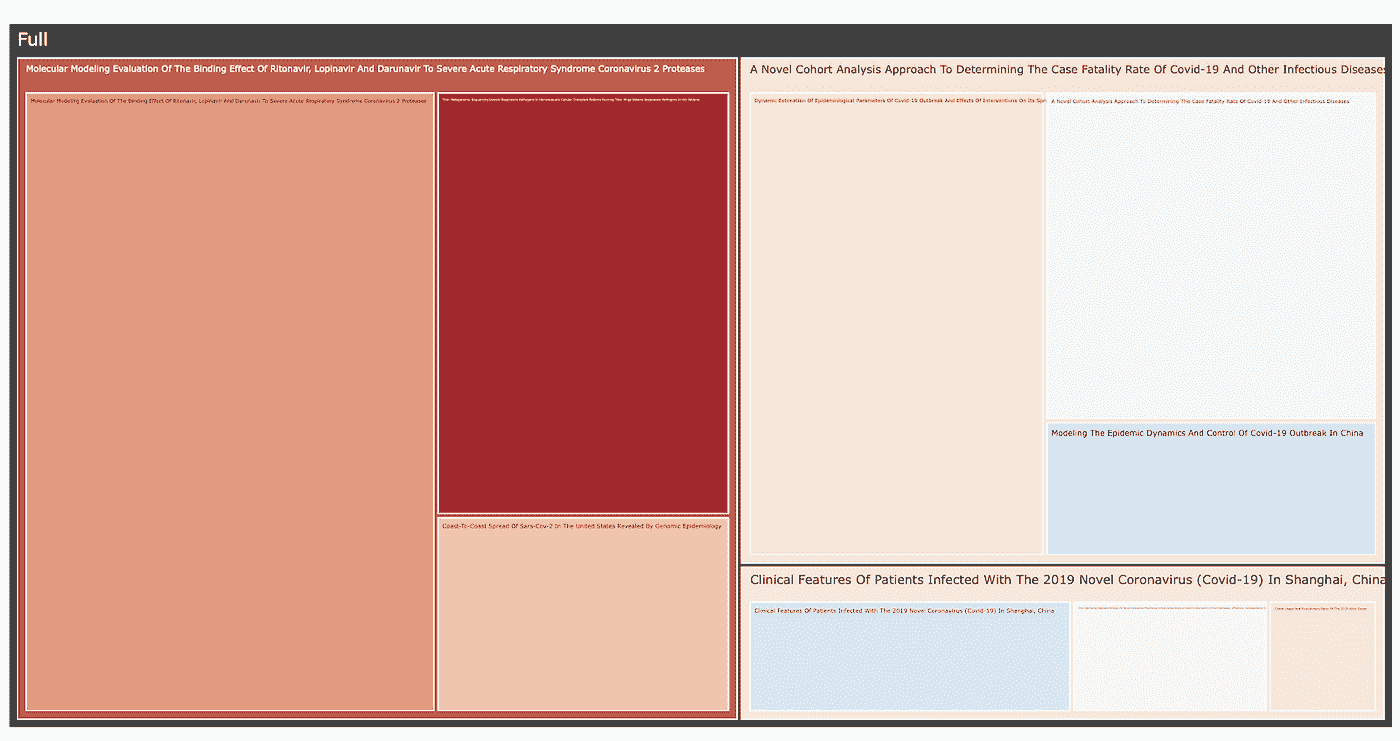 Full
Molecular Modeling Evaluation Of The Binding Effect Of Ritonavir, Lopinavir And Darunavir To Severe Acute Respiratory Syndrome Coronavirus 2 Proteases
Molecular Modeling Evaluation Of The Binding Effect Of Ritonavir, Lopinavir And Darunavir To Severe Acute Respiratory Syndrome Coronavirus 2 Proteases
Coast-To-Coast Spread Of Sars-Cov-2 In The United States Revealed By Genomic Epidemiology
A Novel Cohort Analysis Approach To Determining The Case Fatality Rate Of Covid-19 And Other Infectious Diseases
Dynamic Estimation Of Epidemiological Parameters Of Covid-19 Outbreak And Effects Of Interventions On Its Spr
A Novel Cohort Analysis Approach To Determining The Case Fatality Rate Of Covid-19 And Other Infectious Diseases
Modeling The Epidemic Dynamics And Control Of Covid-19 Outbreak In China
Clinical Features Of Patients Infected With The 2019 Novel Coronavirus (Covid-19) In Shanghai, China
Clinical Features Of Patients Infected With The 2019 Novel Coronavirus (Covid-19) In Shanghai, China